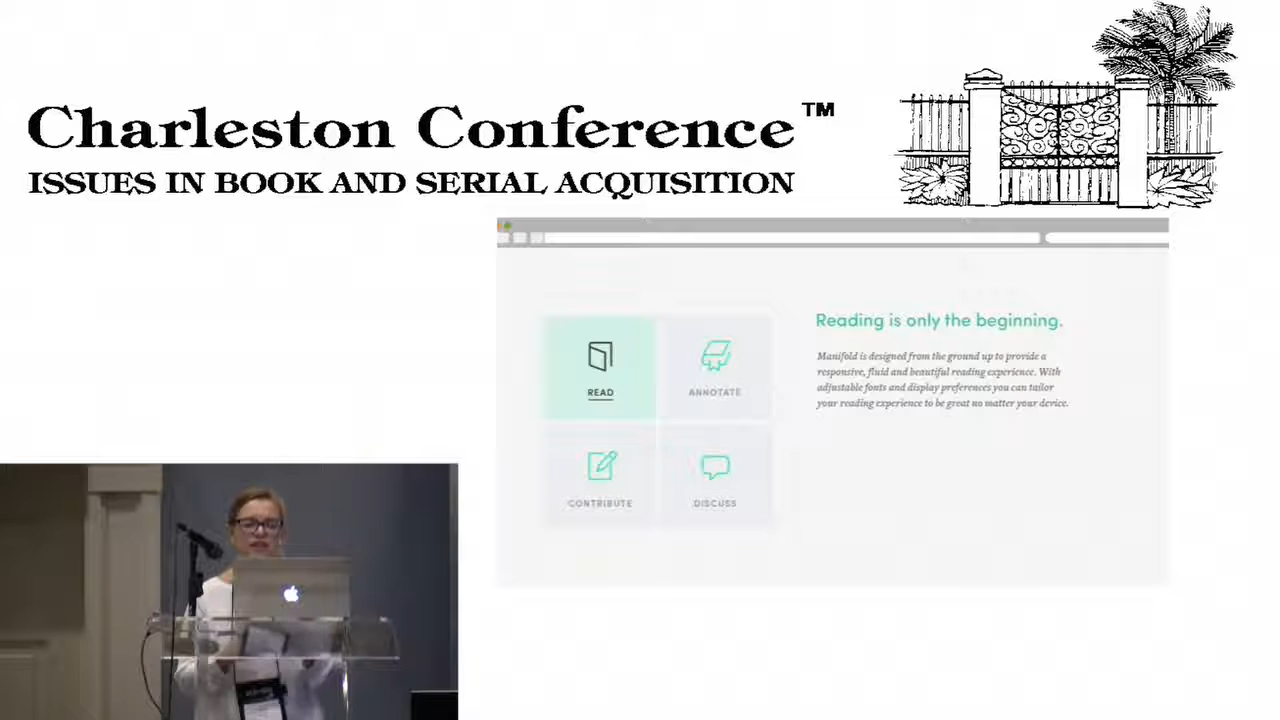 Charleston Conference™
ISSUES IN BOOK AND SERIAL ACQUISITION
Reading is only the beginning.
Manifold is designed from the ground up to provide a
responsive, fluid and beautiful reading experience. With
adjustable fonts and display preferences you can tailor
your reading experience to be great no matter your device.
READ
ANNOTATE
CONTRIBUTE
DISCUSS